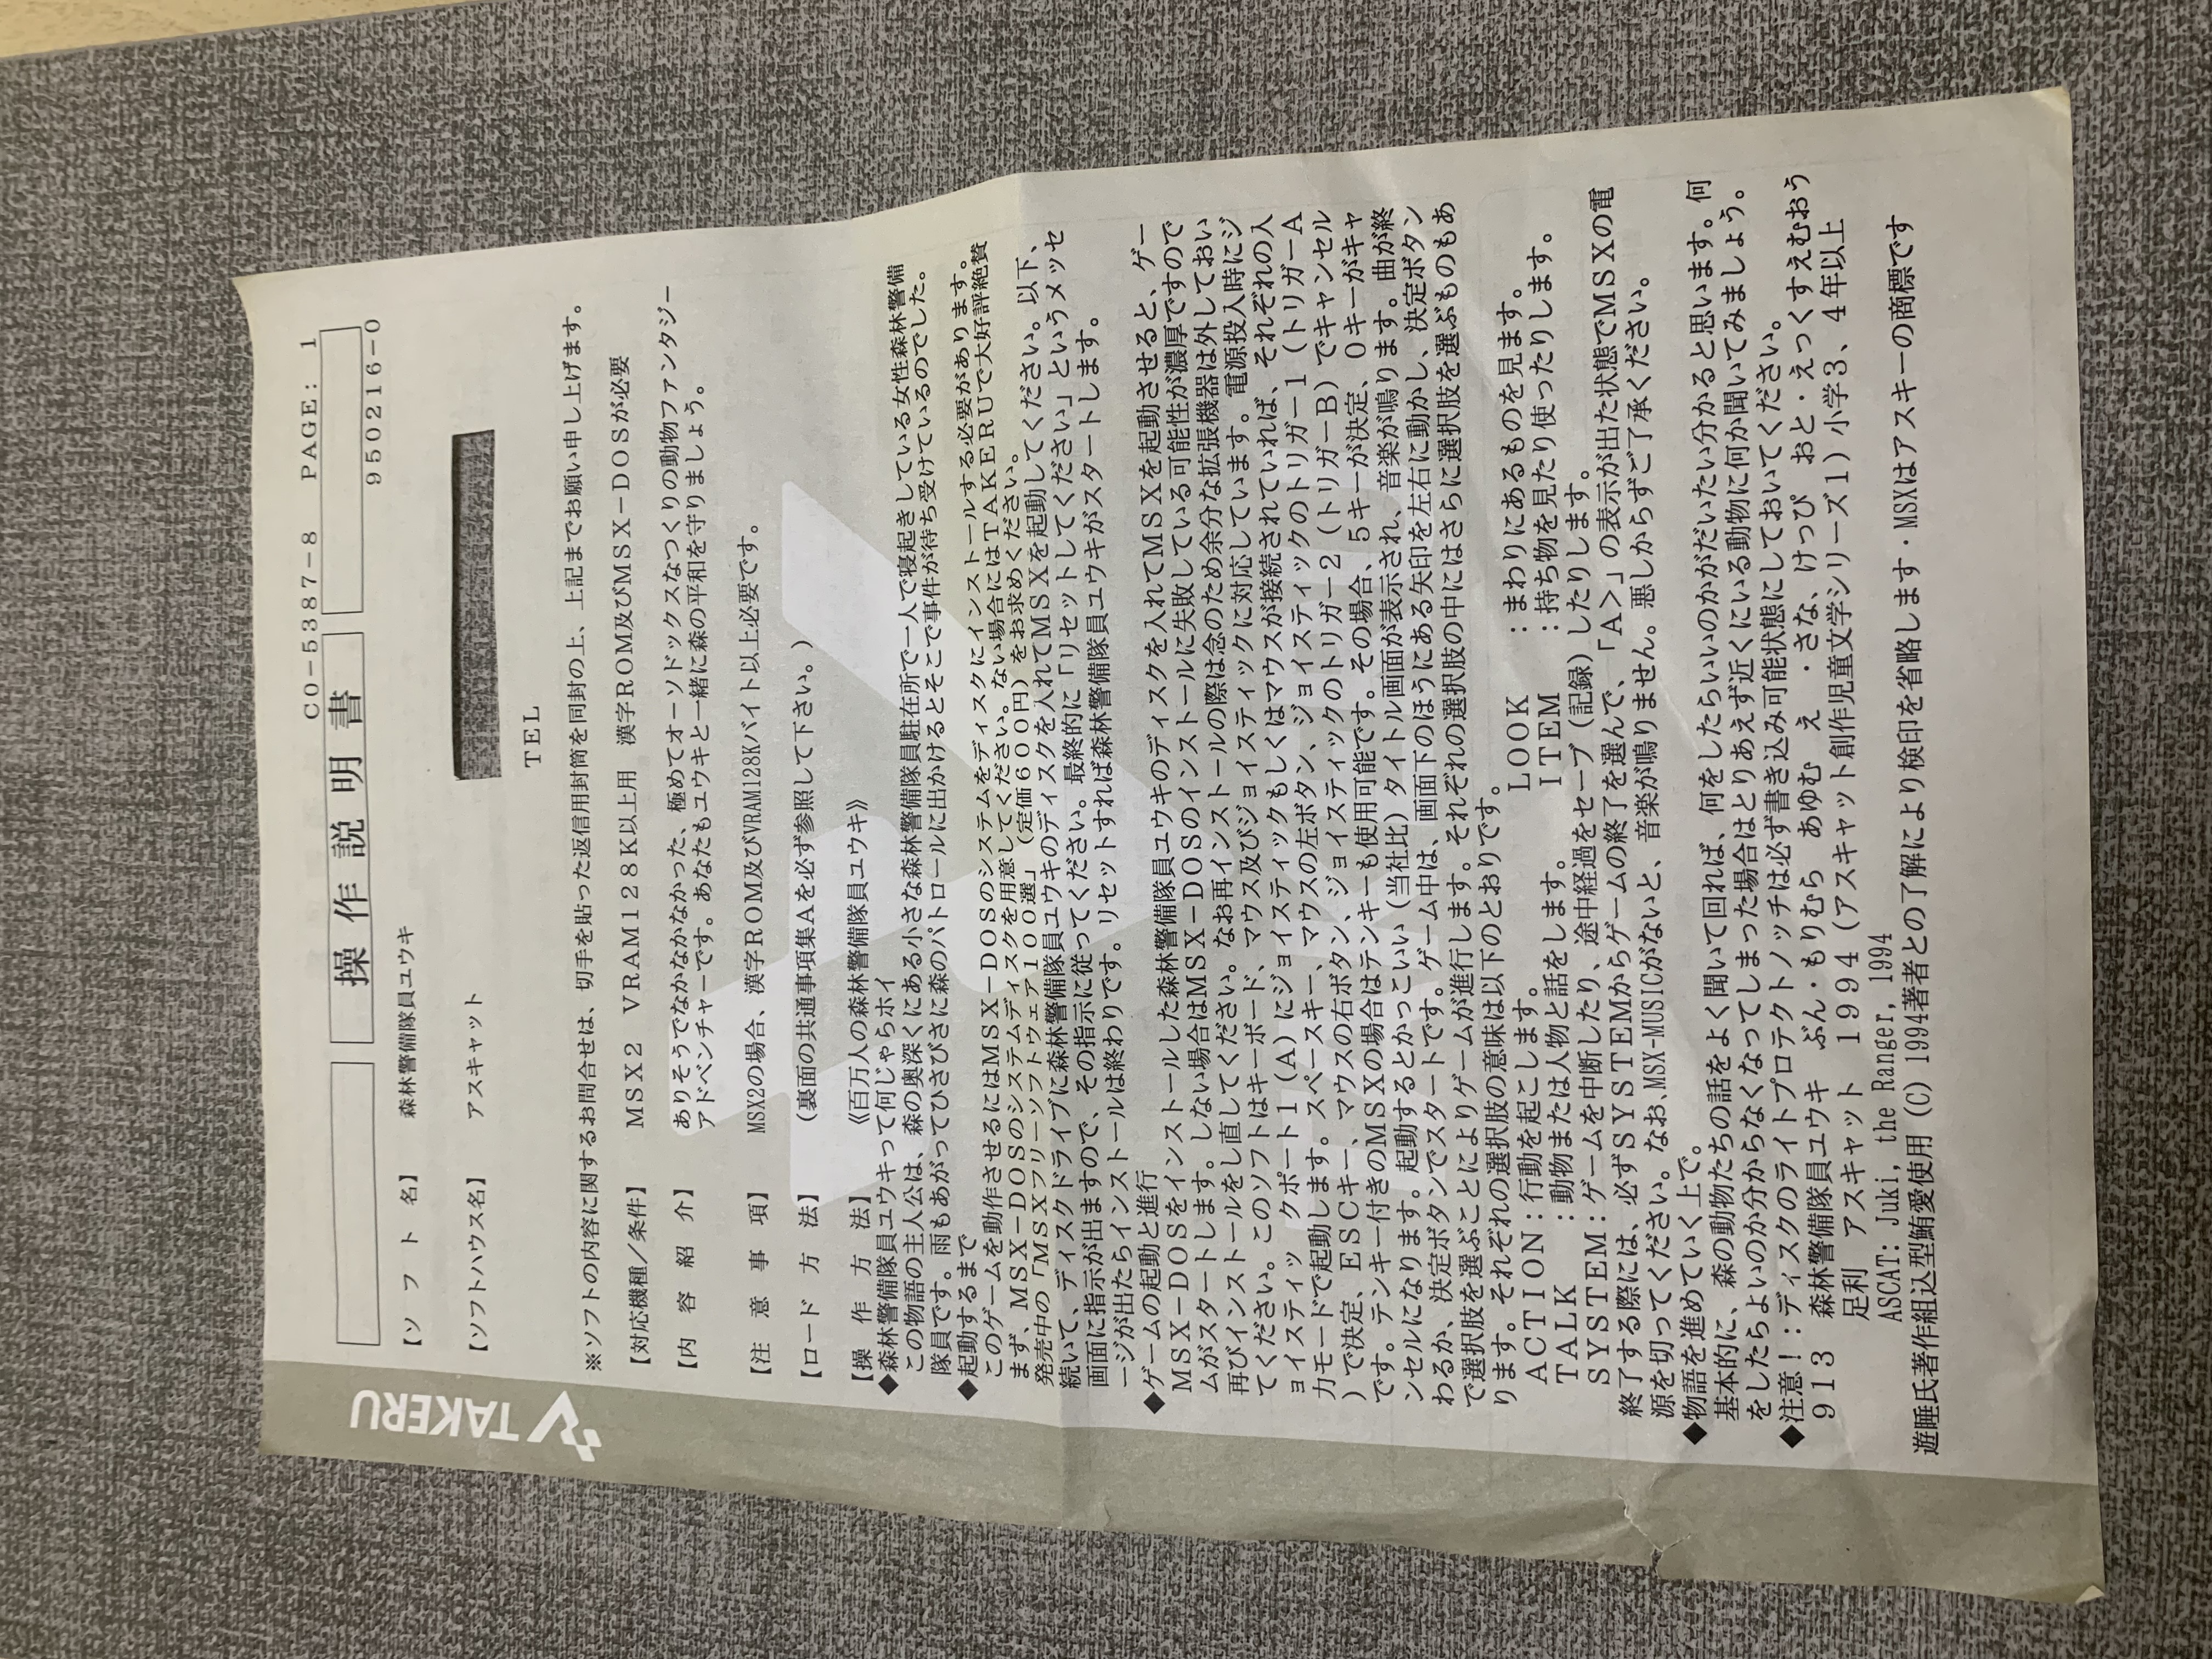 TAKERU
CO-5387-8 PAGE: 1
操作説明書
950216-0
【ソフト名】 森林警備隊員ユウキ
【ソフトハウス名】 アスキャット
TEL
※ソフトの内容に関するお問合せは、切手を貼った返信用封筒を同封の上、上記までお願い申し上げます。
【対応機種／条件】 MSX2 VRAM128K以上用 漢字ROM及びMSX-DOSが必要
【内容紹介】 ありそうでなかなかなかった、極めてオーソドックスなつくりの動物ファンタジー
アドベンチャーです。あなたもユウキと一緒に森の平和を守りましょう。
【注意事項】 MSX2の場合、漢字ROM及びVRAM128Kバイト以上必要です。
【ロード方法】 （裏面の共通事項集Aを必ず参照して下さい。）
【操作方法】 《百万人の森林警備隊員ユウキ》
◆森林警備隊員ユウキって何じゃらホイ
この物語の主人公は、森の奥深くにある小さな森林警備隊員駐在所で一人で寝起きしている女性森林警備
隊員です。雨もあがってひさびさに森のパトロールに出かけるとそこで事件が待ち受けているのでした。
◆起動するまで
このゲームを動作させるにはMSX-DOSのシステムをディスクにインストールする必要があります。
まず、MSX-DOSのシステムディスクを用意してください。ない場合にはTAKERUで大好評絶賛
発売中の「MSXフリーソフトウェア100選」（定価600円）をお求めください。
続いて、ディスクドライブに森林警備隊員ユウキのディスクを入れてMSXを起動してください。以下、
画面に指示が出ますので、その指示に従ってください。最終的に「リセットしてください」というメッセ
ージが出たらインストールは終わりです。リセットすれば森林警備隊員ユウキがスタートします。
◆ゲームの起動と進行
MSX-DOSをインストールした森林警備隊員ユウキのディスクを入れてMSXを起動させると、ゲー
ムがスタートします。しない場合はMSX-DOSのインストールに失敗している可能性が濃厚ですので
再びインストールをし直してください。なお再インストールの際は念のため余分な拡張機器は外しておい
てください。このソフトはキーボード、マウス及びジョイスティックに対応しています。電源投入時にジ
ョイスティックポート1（A）にジョイスティックもしくはマウスが接続されていれば、それぞれの入
力モードで起動します。スペースキー、マウスの左ボタン、ジョイスティックのトリガー1（トリガーA
）で決定、ESCキー、マウスの右ボタン、ジョイスティックのトリガー2（トリガーB）でキャンセル
です。テンキー付きのMSXの場合はテンキーも使用可能です。その場合、5キーが決定、0キーがキャ
ンセルになります。起動するとかっこいい（当社比）タイトル画面が表示され、音楽が鳴ります。曲が終
わるか、決定ボタンでスタートです。ゲーム中は、画面下のほうにある矢印を左右に動かし、決定ボタン
で選択肢を選ぶことによりゲームが進行します。それぞれの選択肢の中にはさらに選択肢を選ぶものもあ
ります。それぞれの選択肢の意味は以下のとおりです。
ACTION：行動を起こします。 LOOK ：まわりにあるものを見ます。
TALK ：動物または人物と話をします。 ITEM ：持ち物を見たり使ったりします。
SYSTEM：ゲームを中断したり、途中経過をセーブ（記録）したりします。
終了する際には、必ずSYSTEMからゲームの終了を選んで、「A>」の表示が出た状態でMSXの電
源を切ってください。なお、MSX-MUSICがないと、音楽が鳴りません。悪しからずご了承ください。
◆物語を進めていく上で。
基本的に、森の動物たちの話をよく聞いて回れば、何をしたらいいのかがだいたい分かると思います。何
をしたらよいのか分からなくなってしまった場合はとりあえず近くにいる動物に何か聞いてみましょう。
◆注意！：ディスクのライトプロテクトノッチは必ず書き込み可能状態にしておいてください。
913 森林警備隊員ユウキ ぶん・もりむら あゆむ え・さな、けっぴ おと・えっくすえむおう
足利 アスキャット 1994（アスキャット創作児童文学シリーズ1）小学3、4年以上
ASCAT: Juki, the Ranger, 1994
遊睡氏著作組込型鮪愛使用 (C) 1994著者との了解により検印を省略します・MSXはアスキーの商標です